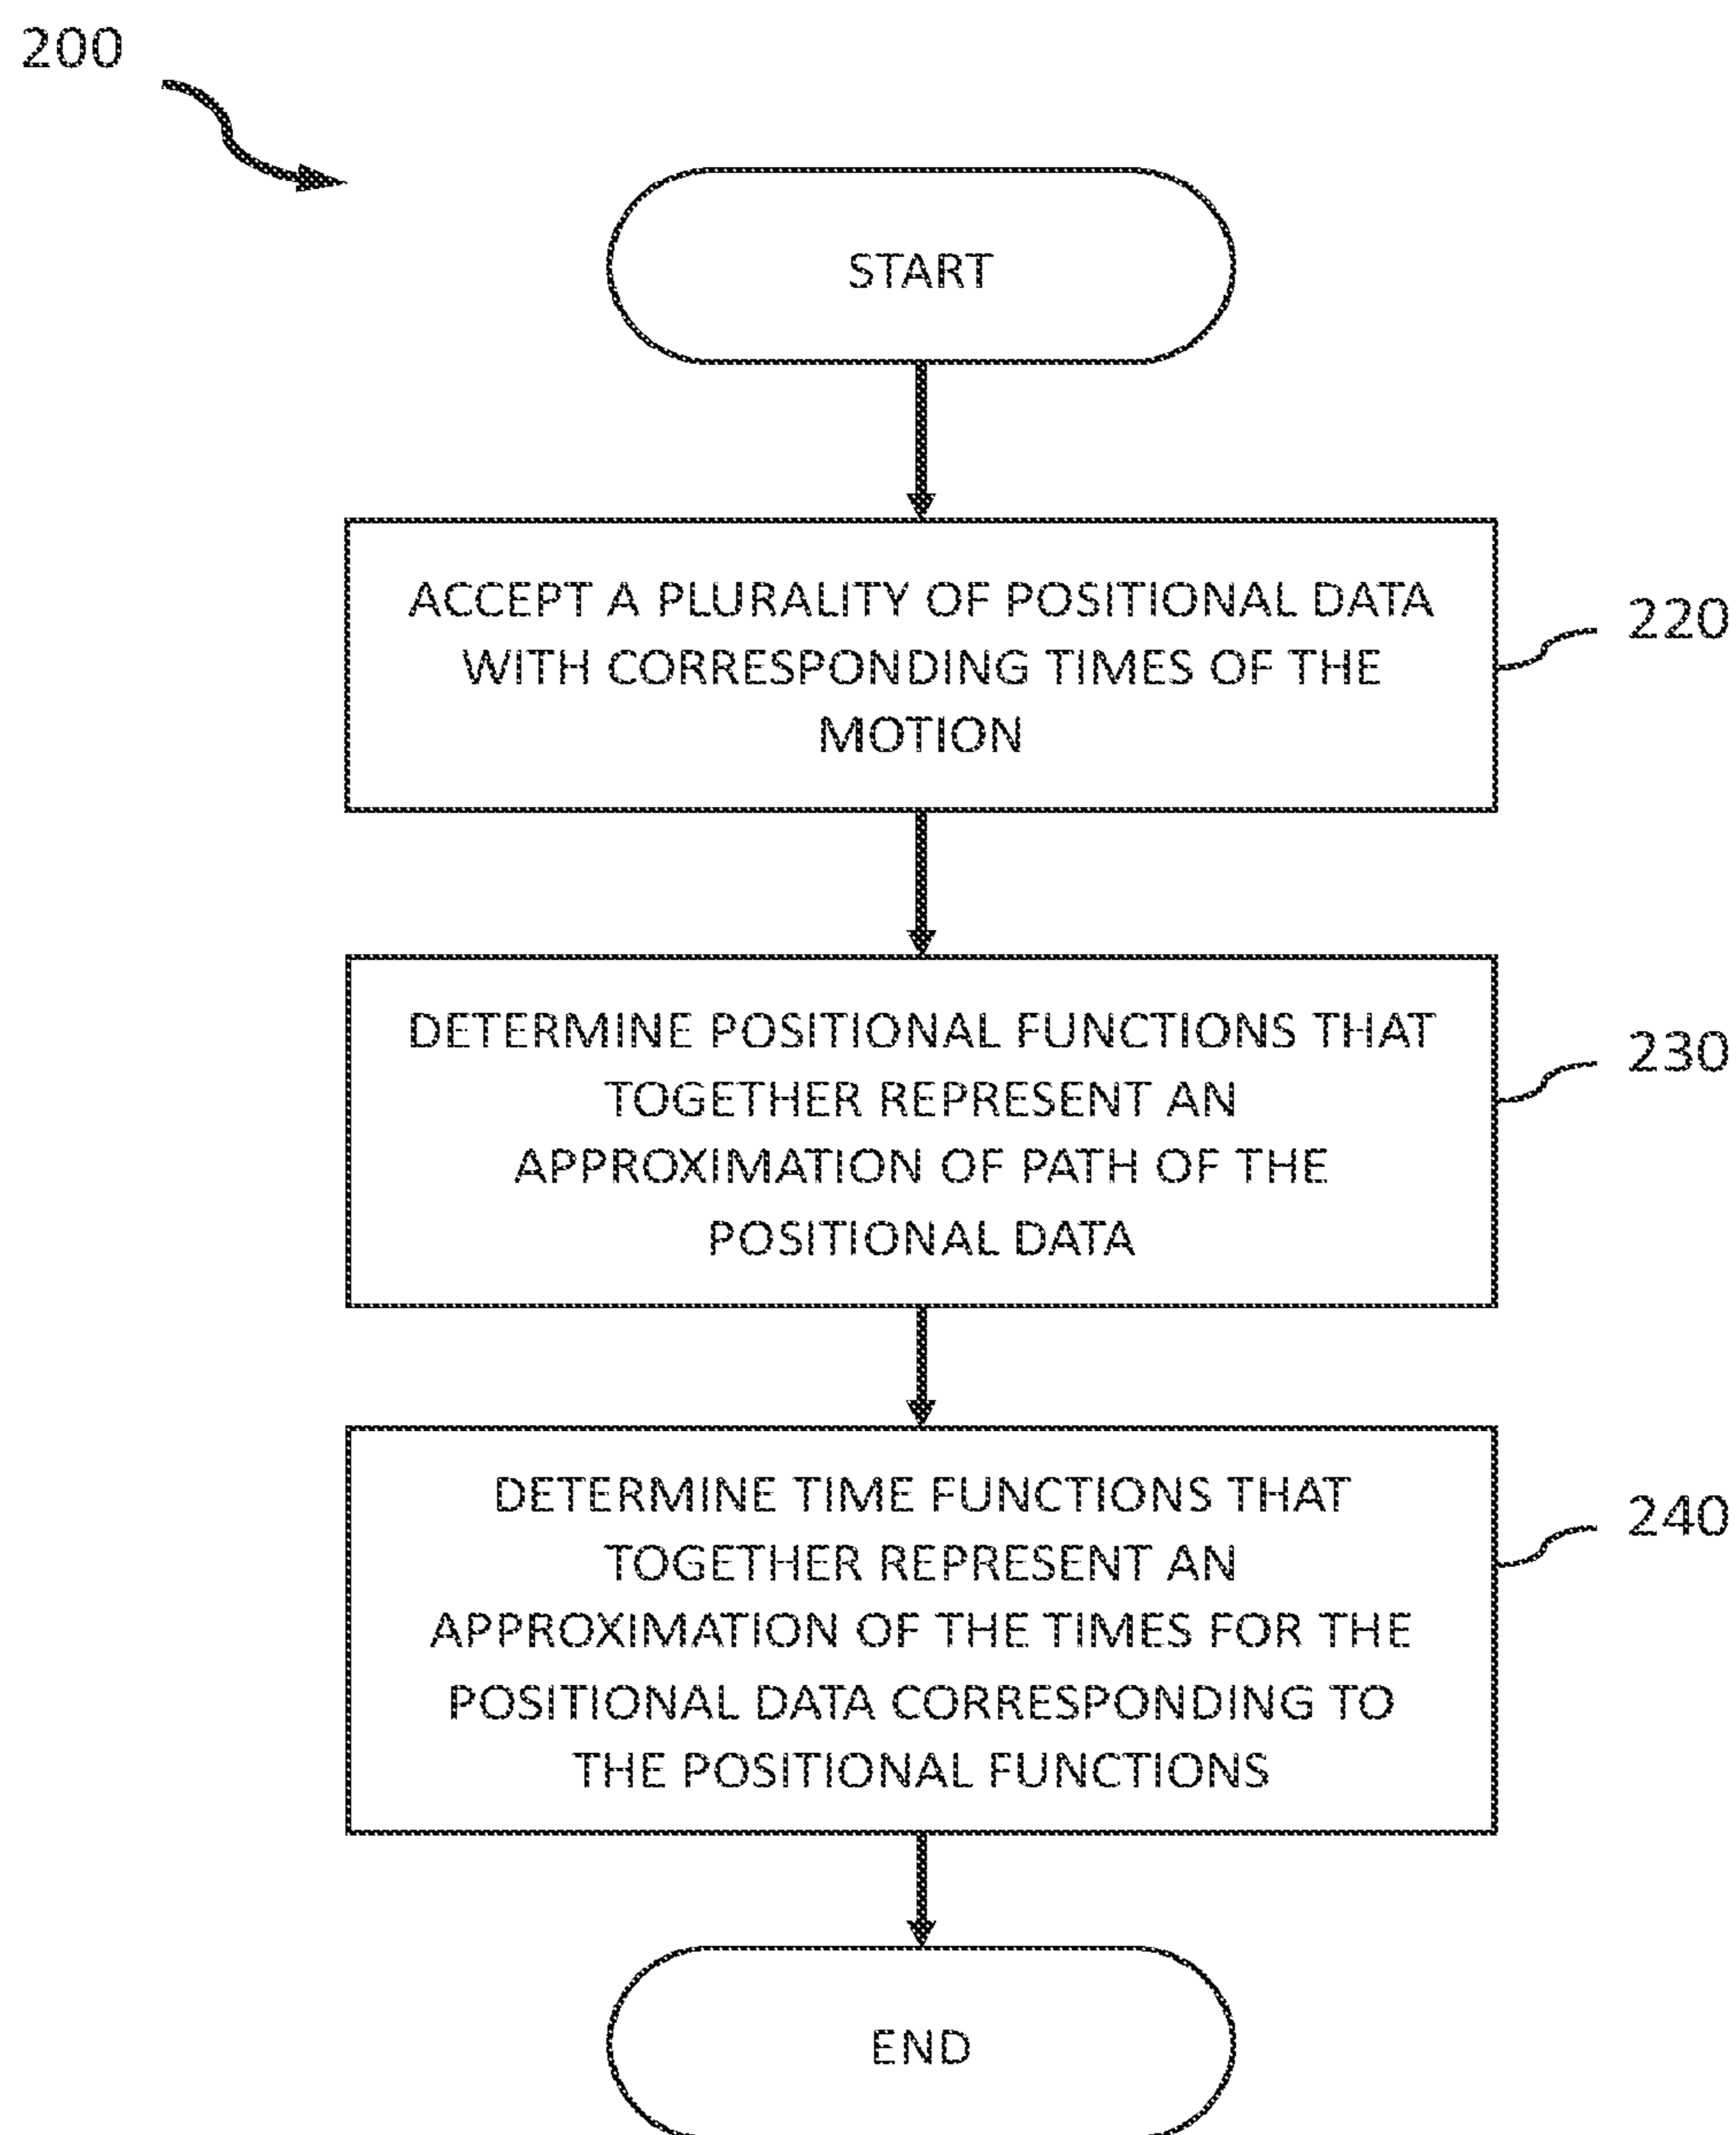 200
START
ACCEPT A PLURALITY OF POSITIONAL DATA
WITH CORRESPONDING TIMES OF THE
MOTION
220
DETERMINE POSITIONAL FUNCTIONS THAT
TOGETHER REPRESENT AN
APPROXIMATION OF PATH OF THE
POSITIONAL DATA
230
DETERMINE TIME FUNCTIONS THAT
TOGETHER REPRESENT AN
APPROXIMATION OF THE TIMES FOR THE
POSITIONAL DATA CORRESPONDING TO
THE POSITIONAL FUNCTIONS
240
END